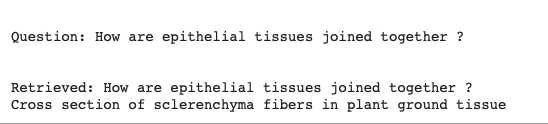 Question: How are epithelial tissues joined together ?
Retrieved: How are epithelial tissues joined together ?
Cross section of sclerenchyma fibers in plant ground tissue